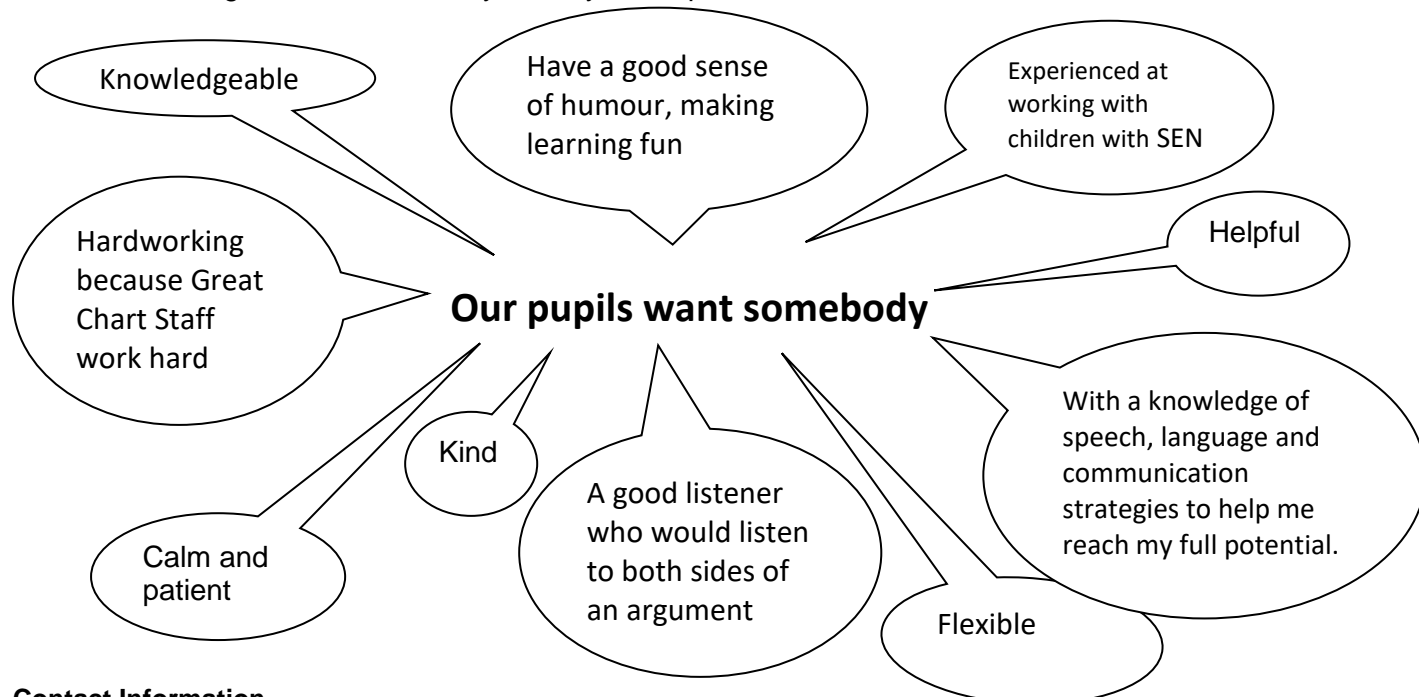 Knowledgeable
Have a good sense
of humour, making
learning fun
Experienced at
working with
children with SEN
Hardworking
because Great
Chart Staff
work hard
Helpful
Our pupils want somebody
Kind
With a knowledge of
speech, language and
communication
strategies to help me
reach my full potential.
A good listener
who would listen
to both sides of
an argument
Calm and
patient
Flexible
Contact Information